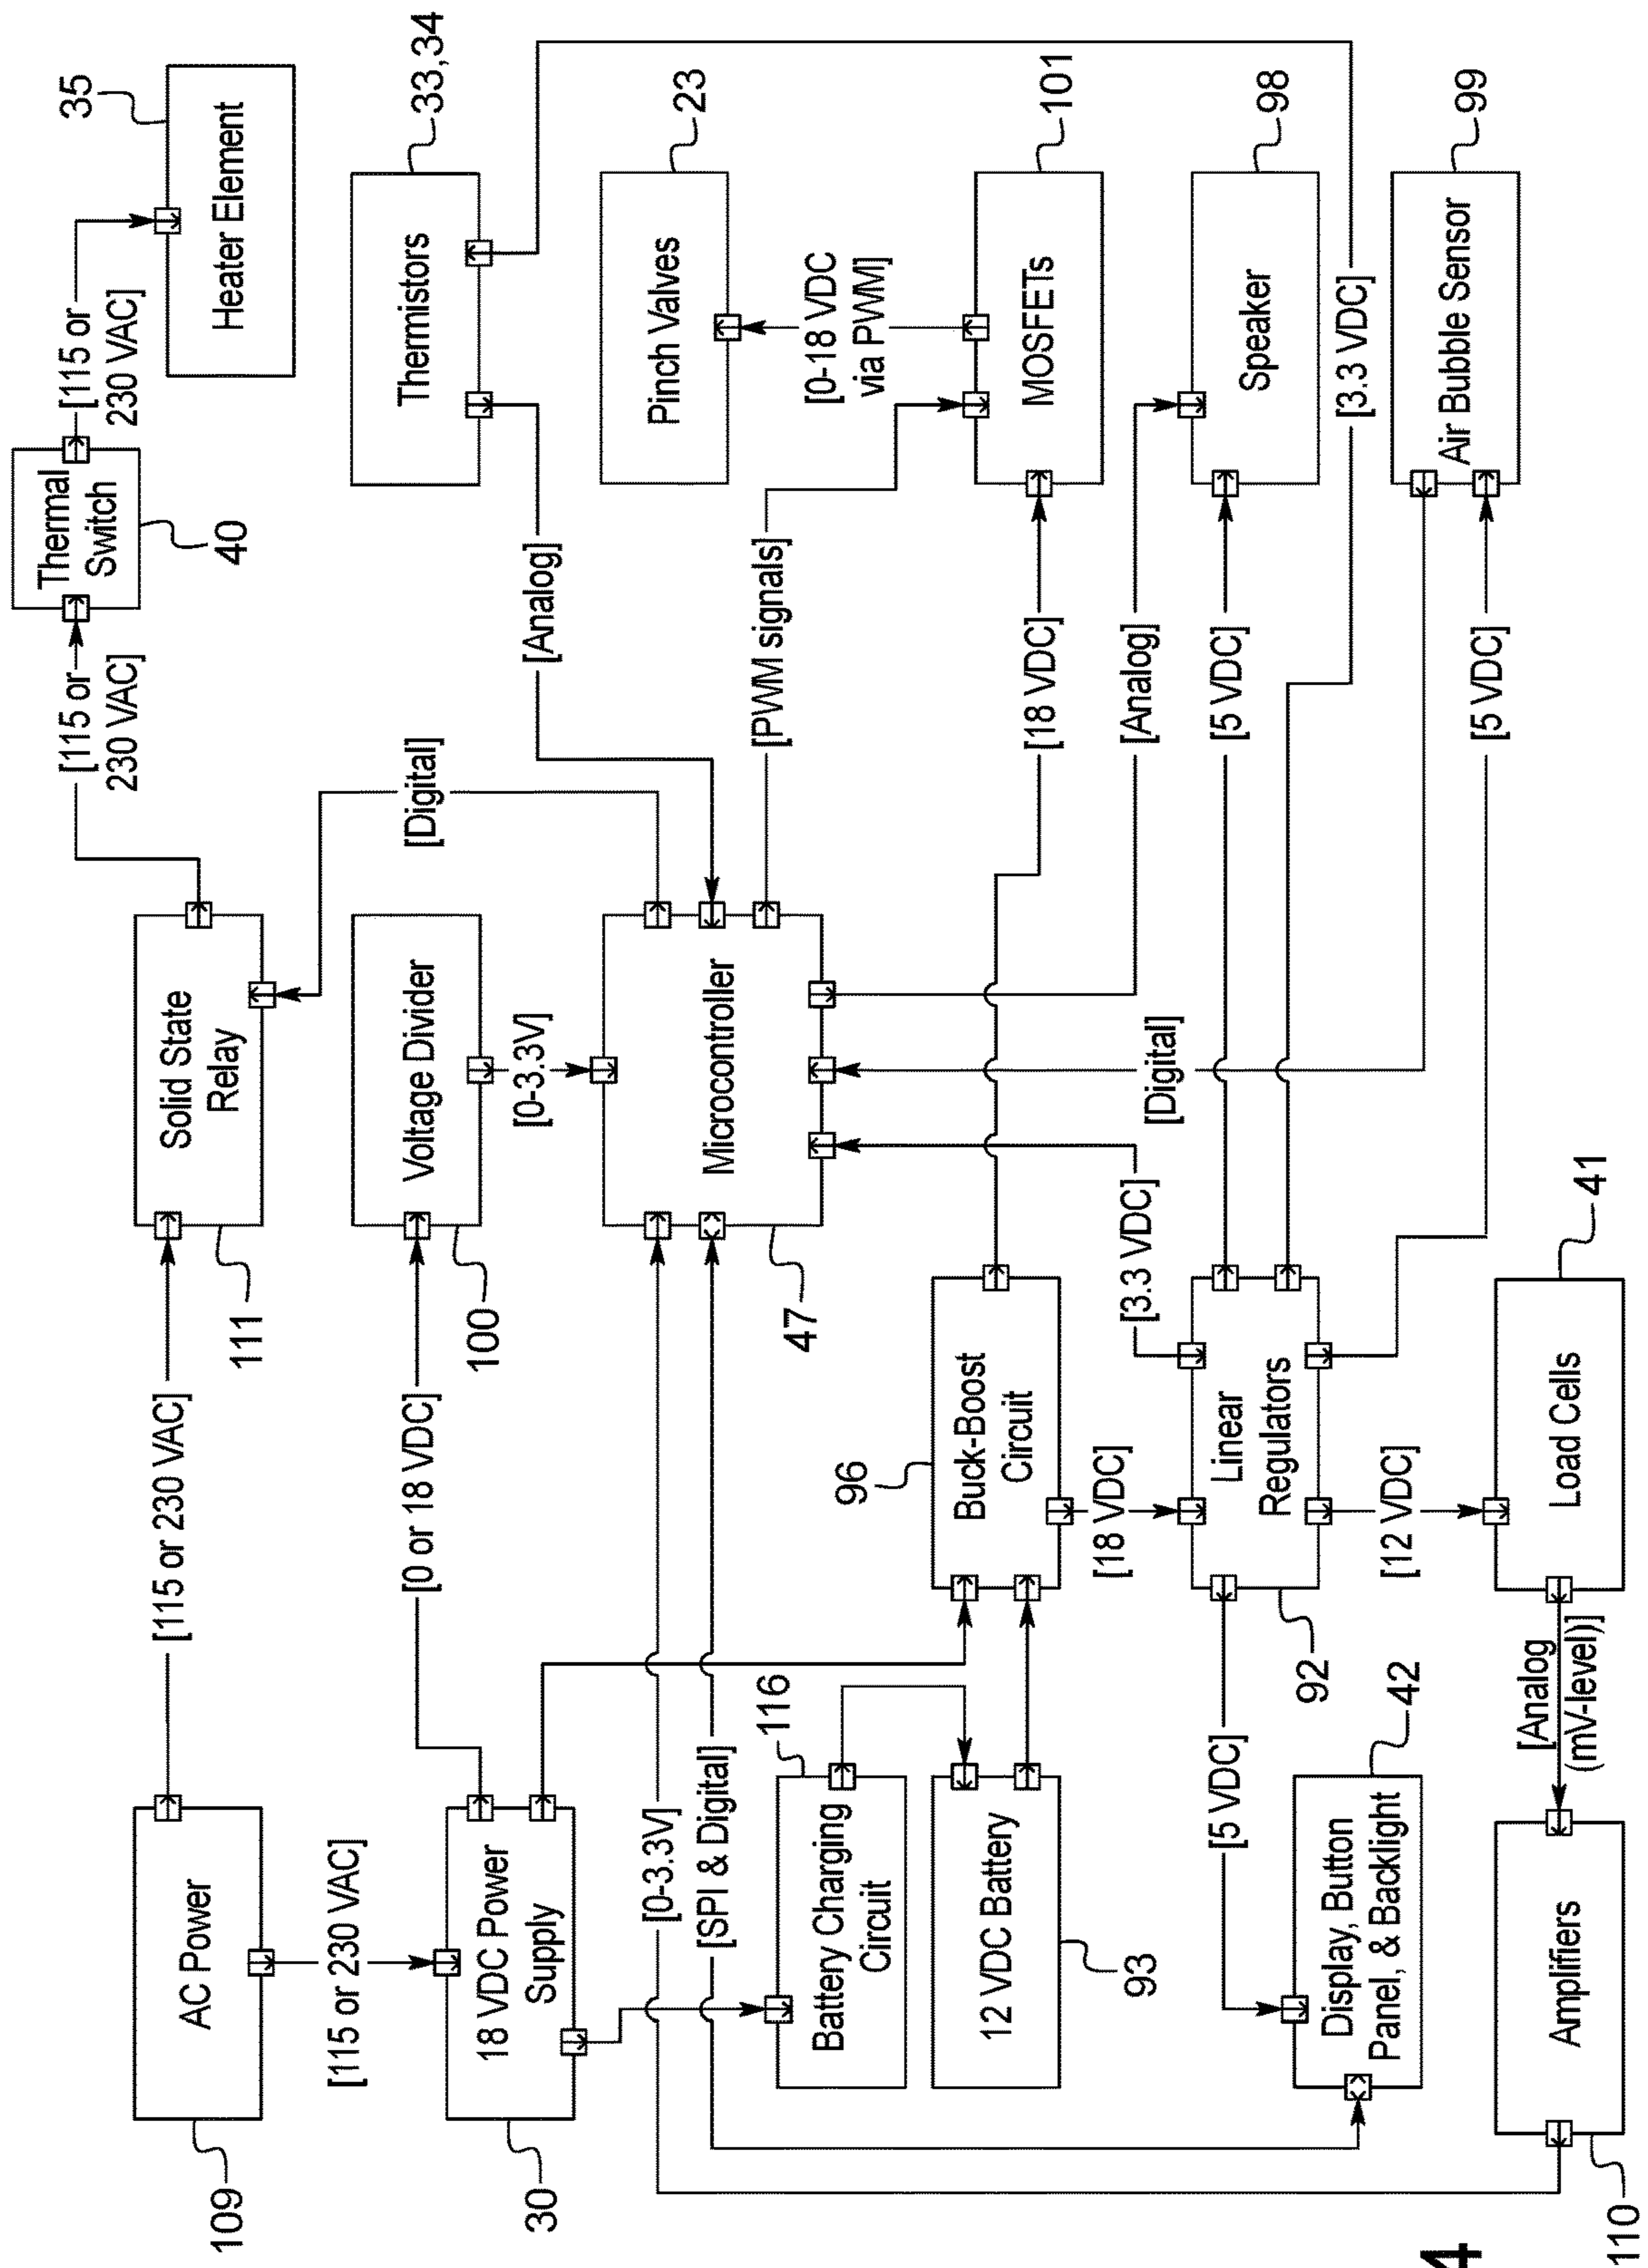 109
AC Power
[115 or 230 VAC]
[115 or 230 VAC]
111
Solid State
Relay
[115 or
230 VAC]
Thermal
Switch
40
[115 or
230 VAC]
35
Heater Element
30
18 VDC Power
Supply
[0 or 18 VDC]
100
Voltage Divider
[0-3.3V]
[Digital]
[Analog]
Thermistors
33,34
Microcontroller
47
[PWM signals]
Pinch Valves
23
[0-18 VDC
via PWM]
[0-3.3V]
[SPI & Digital]
116
Battery Charging
Circuit
12 VDC Battery
93
96
Buck-Boost
Circuit
[18 VDC]
[18 VDC]
MOSFETs
101
[3.3 VDC]
[Digital]
[Analog]
[5 VDC]
Speaker
98
Linear
Regulators
92
[5 VDC]
Display, Button
Panel, & Backlight
42
[3.3 VDC]
[5 VDC]
Air Bubble Sensor
99
[12 VDC]
Load Cells
41
[Analog
(mV-level)]
Amplifiers
110
4